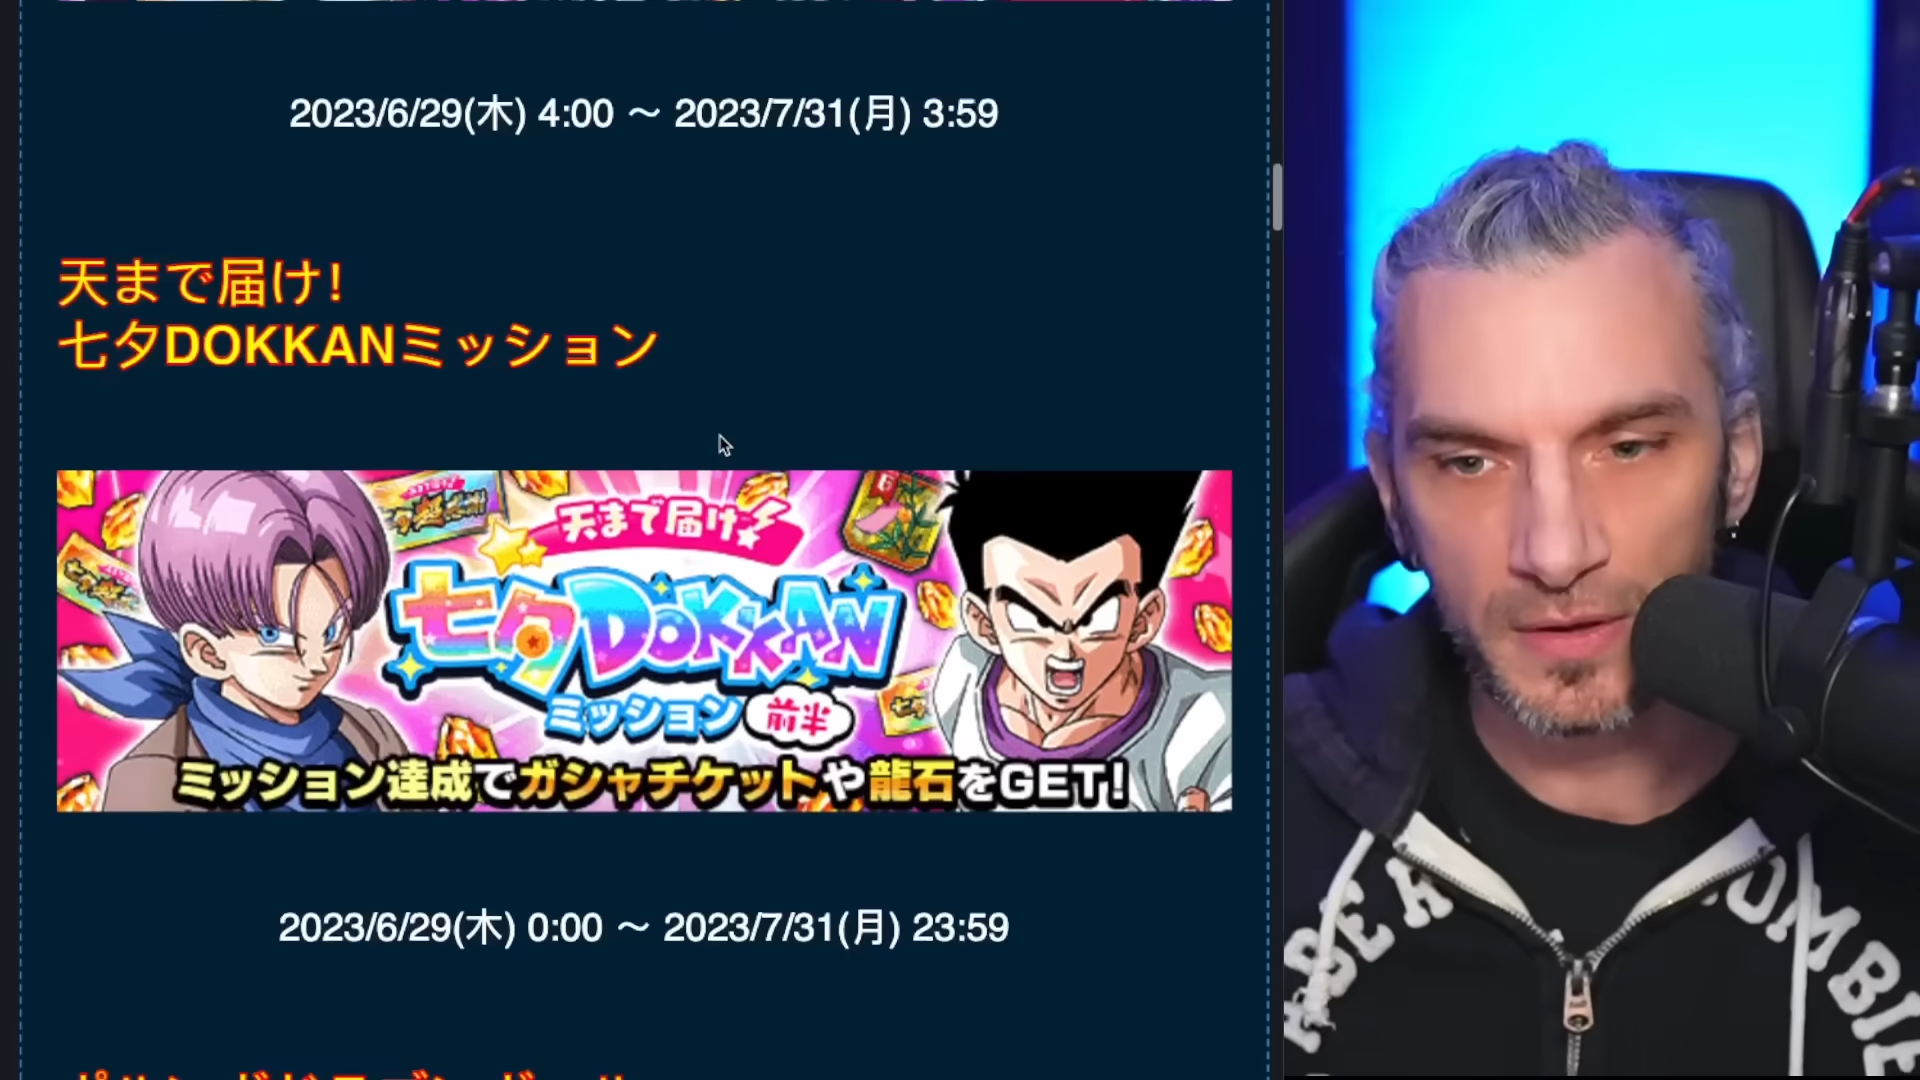 2023/6/29(木) 4:00 ～ 2023/7/31(月) 3:59
天まで届け！
七夕DOKKANミッション
天まで届け！
七夕DOKKAN
ミッション 前半
ミッション達成でガシャチケットや龍石をGET！
2023/6/29(木) 0:00 ～ 2023/7/31(月) 23:59